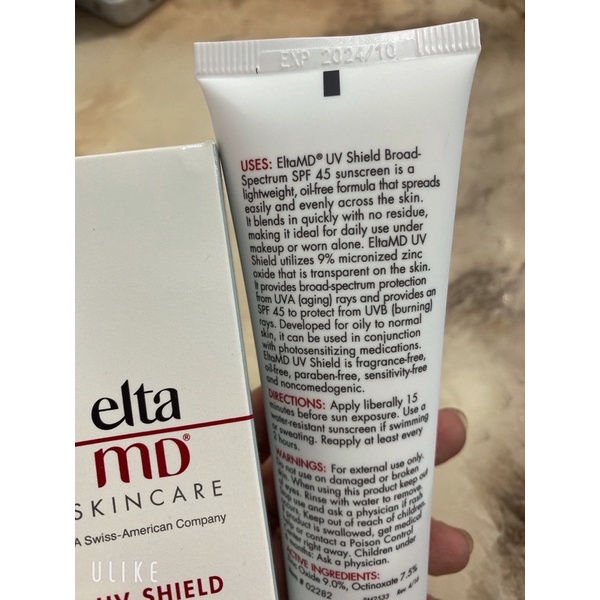 EXP 2024/10
USES: EltaMD® UV Shield Broad-
Spectrum SPF 45 sunscreen is a
lightweight, oil-free formula that spreads
easily and evenly across the skin.
It blends in quickly with no residue,
making it ideal for daily use under
makeup or worn alone. EltaMD UV
Shield utilizes 9% micronized zinc
oxide that is transparent on the skin.
It provides broad-spectrum protection
from UVA (aging) rays and provides an
SPF 45 to protect from UVB (burning)
rays. Developed for oily to normal
skin, it can be used in conjunction
with photosensitizing medications.
EltaMD UV Shield is fragrance-free,
oil-free, paraben-free, sensitivity-free
and noncomedogenic.
DIRECTIONS: Apply liberally 15
minutes before sun exposure. Use a
water-resistant sunscreen if swimming
or sweating. Reapply at least every
2 hours.
WARNINGS: For external use only.
Do not use on damaged or broken
skin. When using this product keep out
of eyes. Rinse with water to remove.
use and ask a physician if rash
occurs. Keep out of reach of children.
product is swallowed, get medical
or contact a Poison Control
right away. Children under
months: Ask a physician.
ACTIVE INGREDIENTS:
Oxide 9.0%, Octinoxate 7.5%
# 02282
Rev. 4/16
elta
MD®
SKINCARE
A Swiss-American Company
ULIKE
UV SHIELD